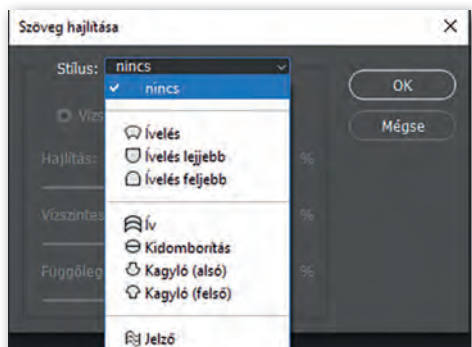 Szöveg hajlítása
Stílus: nincs
nincs
OK
Mégse
Ívelés
Ívelés lejjebb
Ívelés feljebb
Hajlítás: %
Ív
Kidomborítás
Kagyló (alsó)
Kagyló (felső)
Vízszintes %
Függőleg %
Jelző